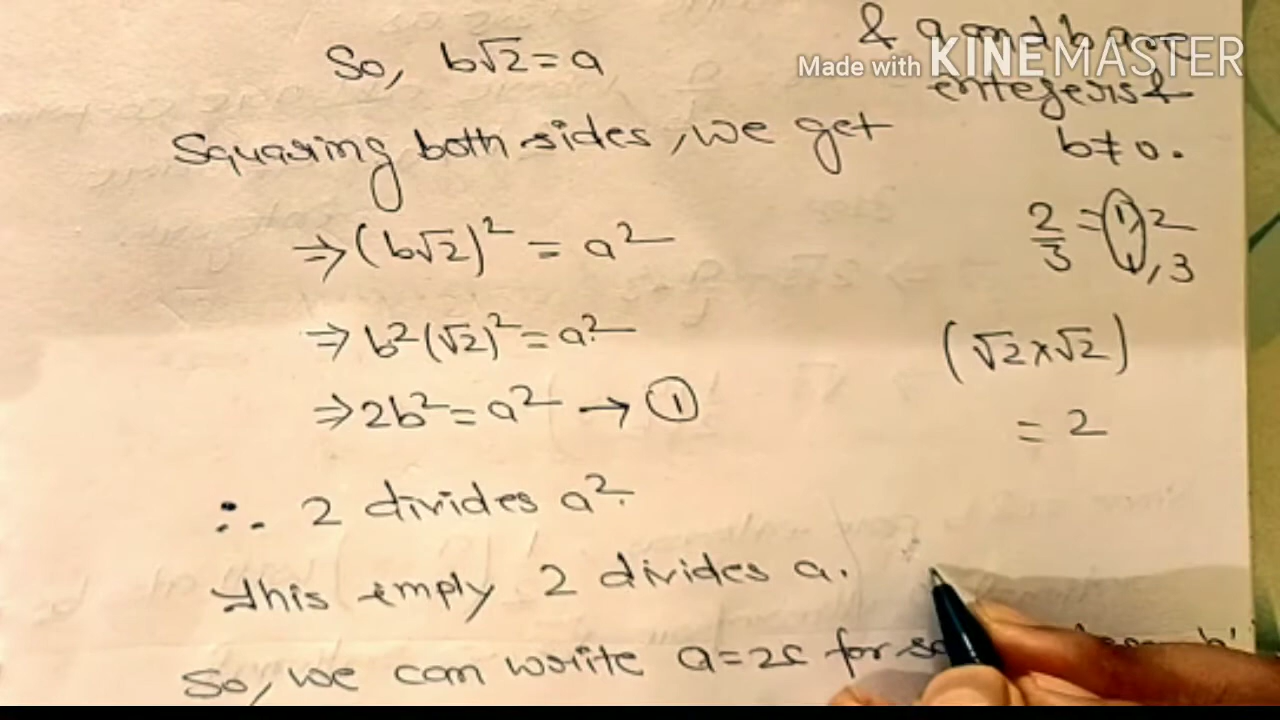 & a and b are
Made with KINEMASTER
So, b√2 = a
integers &
Squaring both sides, we get
b ≠ 0.
⇒ (b√2)² = a²
2/3 = 1, 2
1, 3
⇒ b²(√2)² = a²
(√2×√2)
⇒ 2b² = a² → ①
= 2
∴ 2 divides a².
This emply 2 divides a.
So, we can write a = 2c for